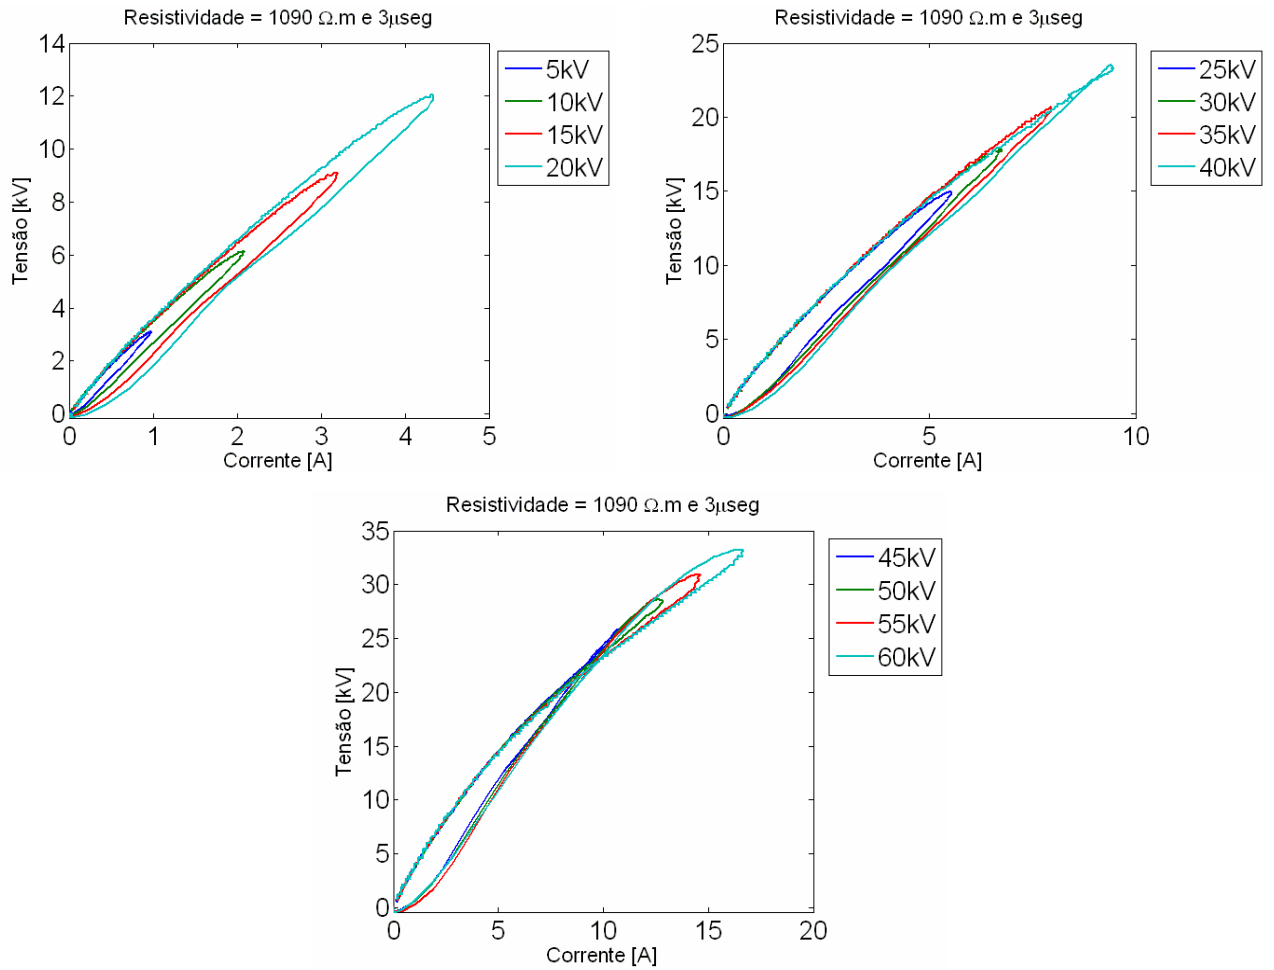 Resistividade = 1090 Ω.m e 3μseg
14
12
10
8
6
4
2
0
Tensão [kV]
0 1 2 3 4 5
Corrente [A]
5kV
10kV
15kV
20kV
Resistividade = 1090 Ω.m e 3μseg
25
20
15
10
5
0
Tensão [kV]
0 5 10
Corrente [A]
25kV
30kV
35kV
40kV
Resistividade = 1090 Ω.m e 3μseg
35
30
25
20
15
10
5
0
Tensão [kV]
0 5 10 15 20
Corrente [A]
45kV
50kV
55kV
60kV